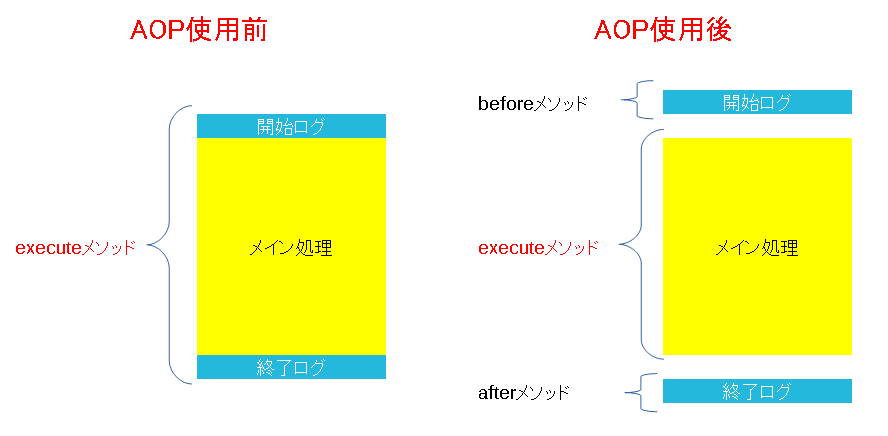 AOP使用前
開始ログ
executeメソッド
メイン処理
終了ログ
AOP使用後
beforeメソッド
開始ログ
executeメソッド
メイン処理
afterメソッド
終了ログ